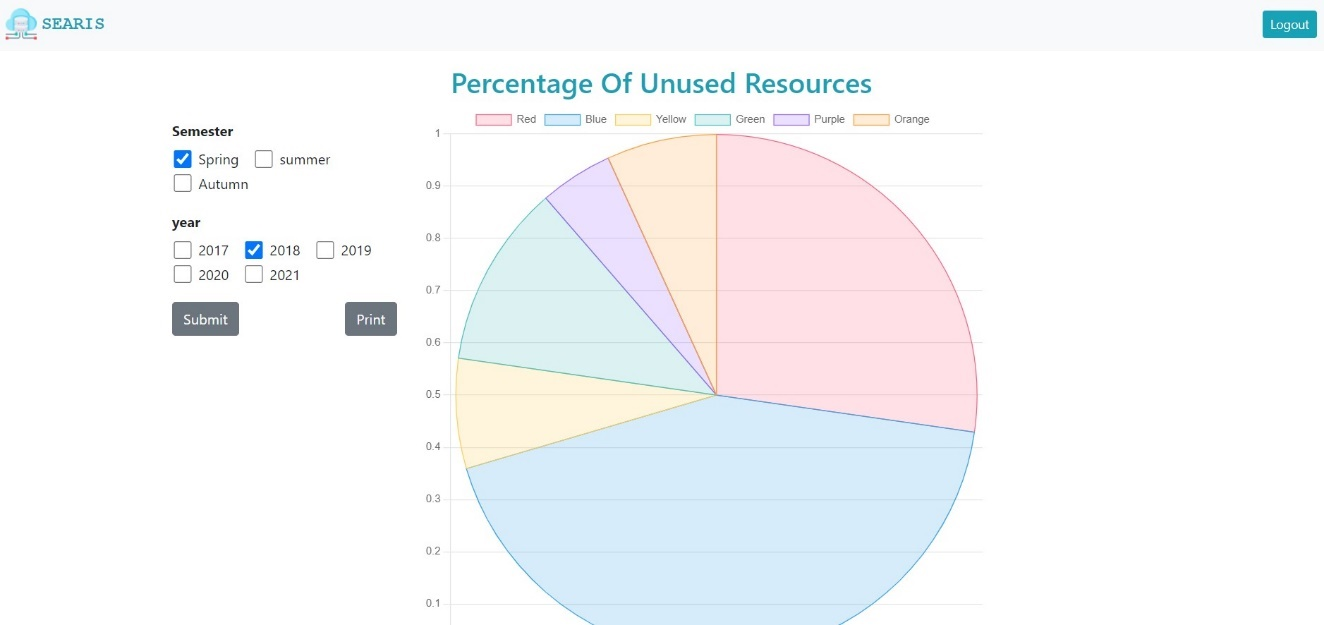 SEARIS
Logout
Percentage Of Unused Resources
Semester
Spring summer
Autumn
year
2017 2018 2019
2020 2021
Submit Print
Red Blue Yellow Green Purple Orange
1
0.9
0.8
0.7
0.6
0.5
0.4
0.3
0.2
0.1